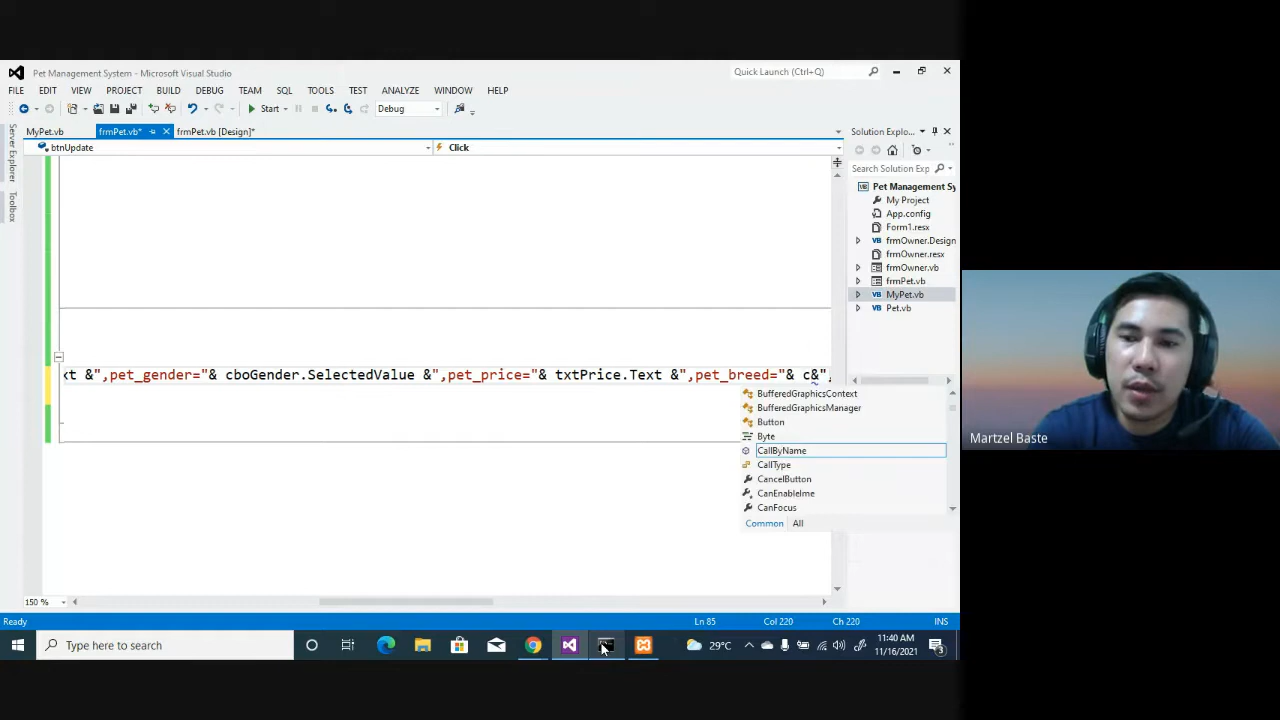 Pet Management System - Microsoft Visual Studio
Quick Launch (Ctrl+Q)
FILE EDIT VIEW PROJECT BUILD DEBUG TEAM SQL TOOLS TEST ANALYZE WINDOW HELP
Start Debug
MyPet.vb frmPet.vb* frmPet.vb [Design]*
Solution Explo...
btnUpdate Click
Search Solution Exp
Server Explorer
Toolbox
Pet Management Sy
My Project
App.config
Form1.resx
frmOwner.Design
frmOwner.resx
frmOwner.vb
frmPet.vb
MyPet.vb
Pet.vb
xt &",pet_gender="& cboGender.SelectedValue &",pet_price="& txtPrice.Text &",pet_breed="& c&",
BufferedGraphicsContext
BufferedGraphicsManager
Button
Byte
CallByName
CallType
CancelButton
CanEnableIme
CanFocus
Common All
Martzel Baste
150 %
Ready Ln 85 Col 220 Ch 220 INS
Type here to search
29°C
11:40 AM
11/16/2021
3